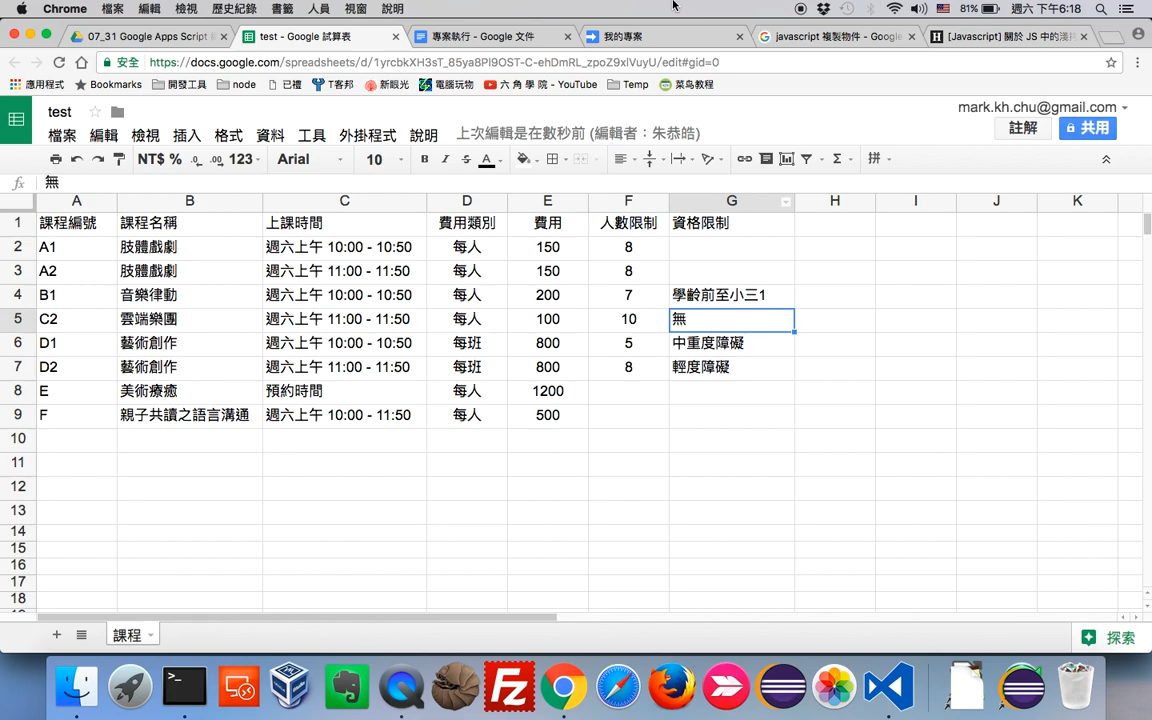 Chrome 檔案 編輯 檢視 歷史紀錄 書籤 人員 視窗 說明 81% 週六 下午6:18
07_31 Google Apps Script test - Google 試算表 專案執行 - Google 文件 我的專案 javascript 複製物件 - Google [Javascript] 關於 JS 中的淺拷
安全 https://docs.google.com/spreadsheets/d/1yrcbkXH3sT_85ya8Pl9OST-C-ehDmRL_zpoZ9xlVuyU/edit#gid=0
應用程式 Bookmarks 開發工具 node 已禮 T客邦 新眼光 電腦玩物 六 角 學 院 - YouTube Temp 菜鸟教程
test mark.kh.chu@gmail.com
檔案 編輯 檢視 插入 格式 資料 工具 外掛程式 說明 上次編輯是在數秒前 (編輯者：朱恭皓) 註解 共用
NT$ % .0 .00 123 Arial 10 B I S A Σ 拼
fx 無
A B C D E F G H I J K
1 課程編號 課程名稱 上課時間 費用類別 費用 人數限制 資格限制
2 A1 肢體戲劇 週六上午 10:00 - 10:50 每人 150 8
3 A2 肢體戲劇 週六上午 11:00 - 11:50 每人 150 8
4 B1 音樂律動 週六上午 10:00 - 10:50 每人 200 7 學齡前至小三1
5 C2 雲端樂團 週六上午 11:00 - 11:50 每人 100 10 無
6 D1 藝術創作 週六上午 10:00 - 10:50 每班 800 5 中重度障礙
7 D2 藝術創作 週六上午 11:00 - 11:50 每班 800 8 輕度障礙
8 E 美術療癒 預約時間 每人 1200
9 F 親子共讀之語言溝通 週六上午 10:00 - 11:50 每人 500
10
11
12
13
14
15
16
17
18
課程 探索